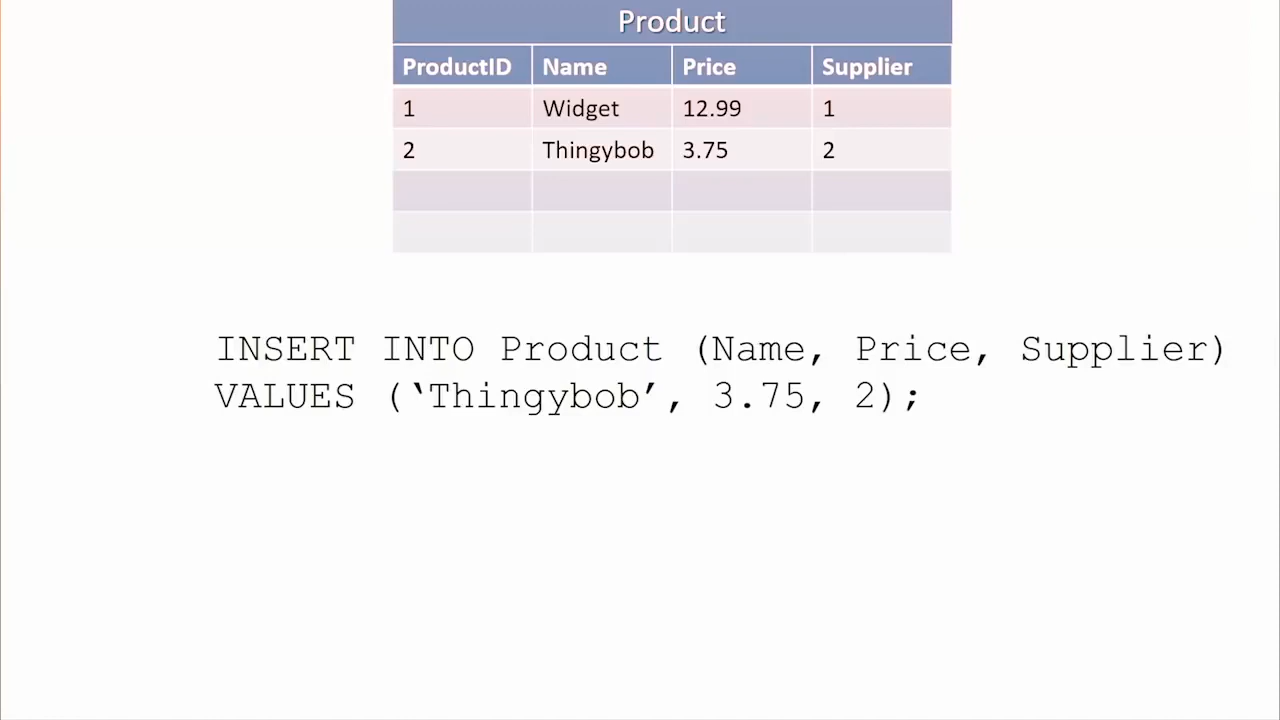 Product
ProductID Name Price Supplier
1 Widget 12.99 1
2 Thingybob 3.75 2
INSERT INTO Product (Name, Price, Supplier)
VALUES (‘Thingybob’, 3.75, 2);